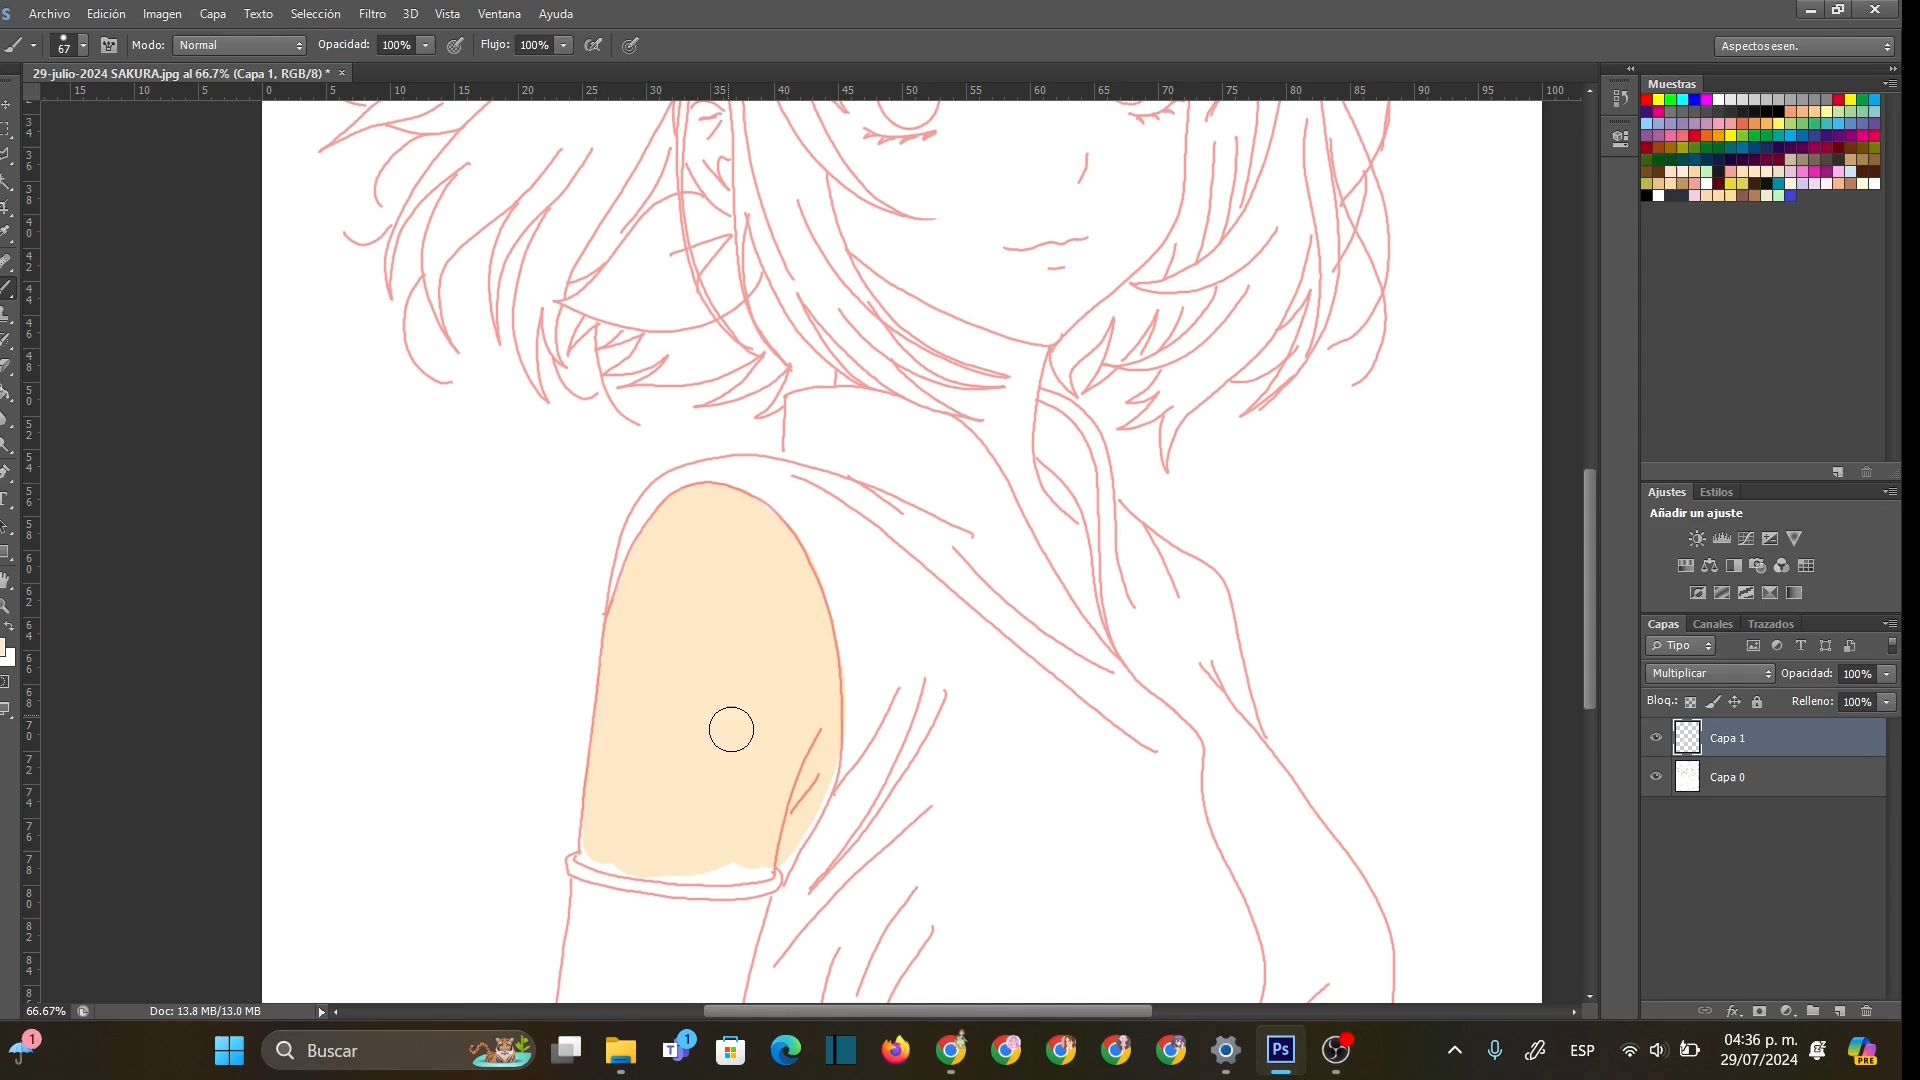 Archivo Edición Imagen Capa Texto Selección Filtro 3D Vista Ventana Ayuda
67 Modo: Normal Opacidad: 100% Flujo: 100% Aspectos esen.
29-julio-2024 SAKURA.jpg al 66.7% (Capa 1, RGB/8) * ×
15 10 5 0 5 10 15 20 25 30 35 40 45 50 55 60 65 70 75 80 85 90 95 100
Muestras
Ajustes Estilos
Añadir un ajuste
Capas Canales Trazados
Tipo
Multiplicar Opacidad: 100%
Bloq.: Relleno: 100%
Capa 1
Capa 0
66.67% Doc: 13.8 MB/13.0 MB
1 Buscar 1 Ps ESP 04:36 p. m.
29/07/2024
PRE